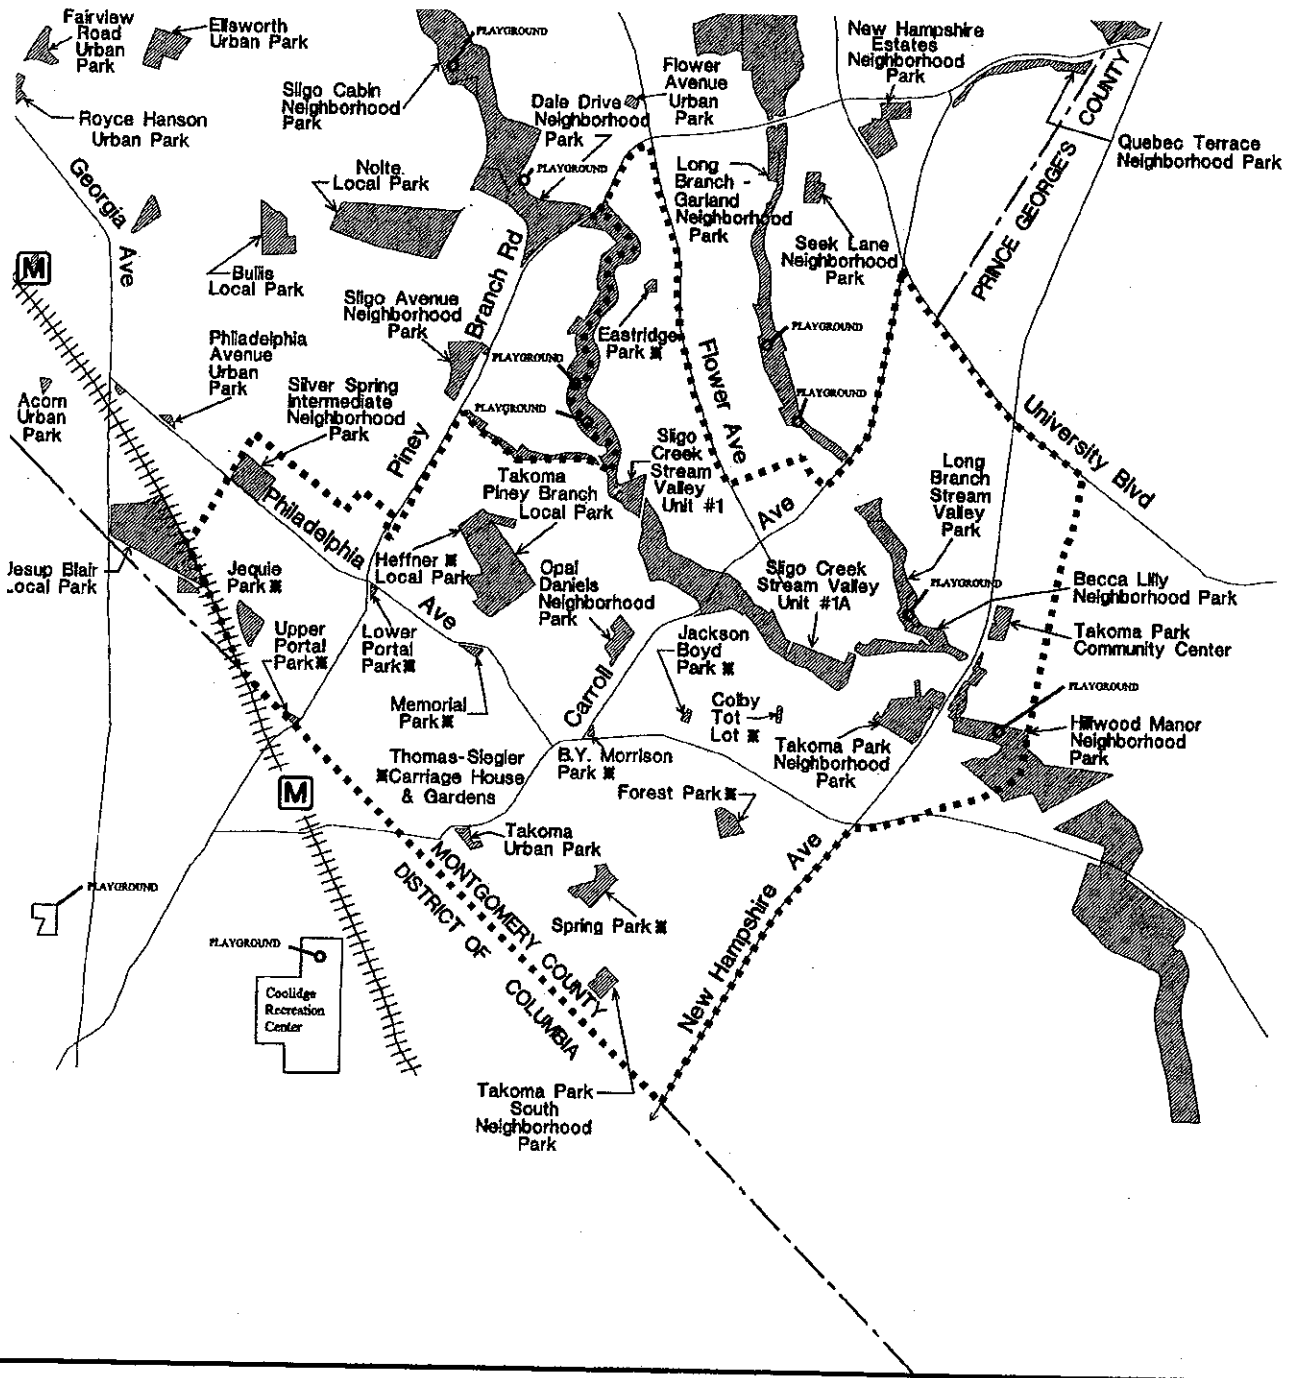 Fairview
Road
Urban
Park
Ellsworth
Urban Park
Royce Hanson
Urban Park
PLAYGROUND
Sligo Cabin
Neighborhood
Park
Dale Drive
Neighborhood
Park
PLAYGROUND
Flower
Avenue
Urban
Park
New Hampshire
Estates
Neighborhood
Park
COUNTY
PRINCE GEORGE'S
Quebec Terrace
Neighborhood Park
Georgia
Ave
Nolte
Local Park
Long
Branch -
Garland
Neighborhood
Park
Seek Lane
Neighborhood
Park
M
Bullis
Local Park
Branch Rd
Sligo Avenue
Neighborhood
Park
Eastridge
Park ※
PLAYGROUND
PLAYGROUND
PLAYGROUND
PLAYGROUND
Philadelphia
Avenue
Urban
Park
Silver Spring
Intermediate
Neighborhood
Park
Acorn
Urban
Park
Piney
Flower Ave
University Blvd
Sligo
Creek
Stream
Valley
Unit #1
Takoma
Piney Branch
Local Park
Long
Branch
Stream
Valley
Park
Philadelphia
Ave
Ave
Jesup Blair
Local Park
Jequie
Park ※
Heffner ※
Local Park
Opal
Daniels
Neighborhood
Park
Sligo Creek
Stream Valley
Unit #1A
PLAYGROUND
Becca Lilly
Neighborhood Park
Upper
Portal
Park ※
Lower
Portal
Park ※
Jackson
Boyd
Park ※
Takoma Park
Community Center
Carroll
Memorial
Park ※
Colby
Tot
Lot ※
PLAYGROUND
Hillwood Manor
Neighborhood
Park
Takoma Park
Neighborhood
Park
M
Thomas-Siegler
※ Carriage House
& Gardens
B.Y. Morrison
Park ※
Forest Park ※
Takoma
Urban Park
MONTGOMERY COUNTY
DISTRICT OF
COLUMBIA
Spring Park ※
New Hampshire Ave
PLAYGROUND
PLAYGROUND
Coolidge
Recreation
Center
Takoma Park
South
Neighborhood
Park